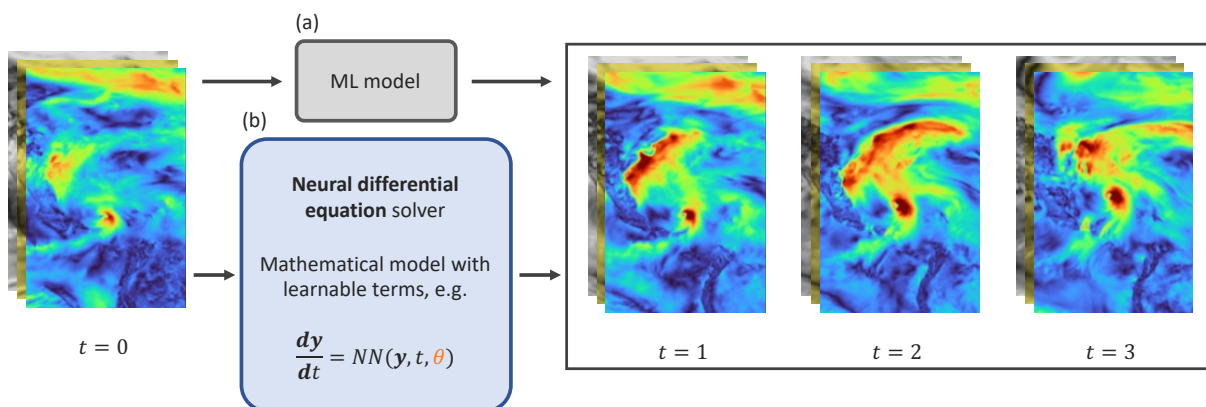 (a)
ML model
(b)
Neural differential
equation solver
Mathematical model with
learnable terms, e.g.
dy/dt = NN(y, t, θ)
t = 0
t = 1
t = 2
t = 3